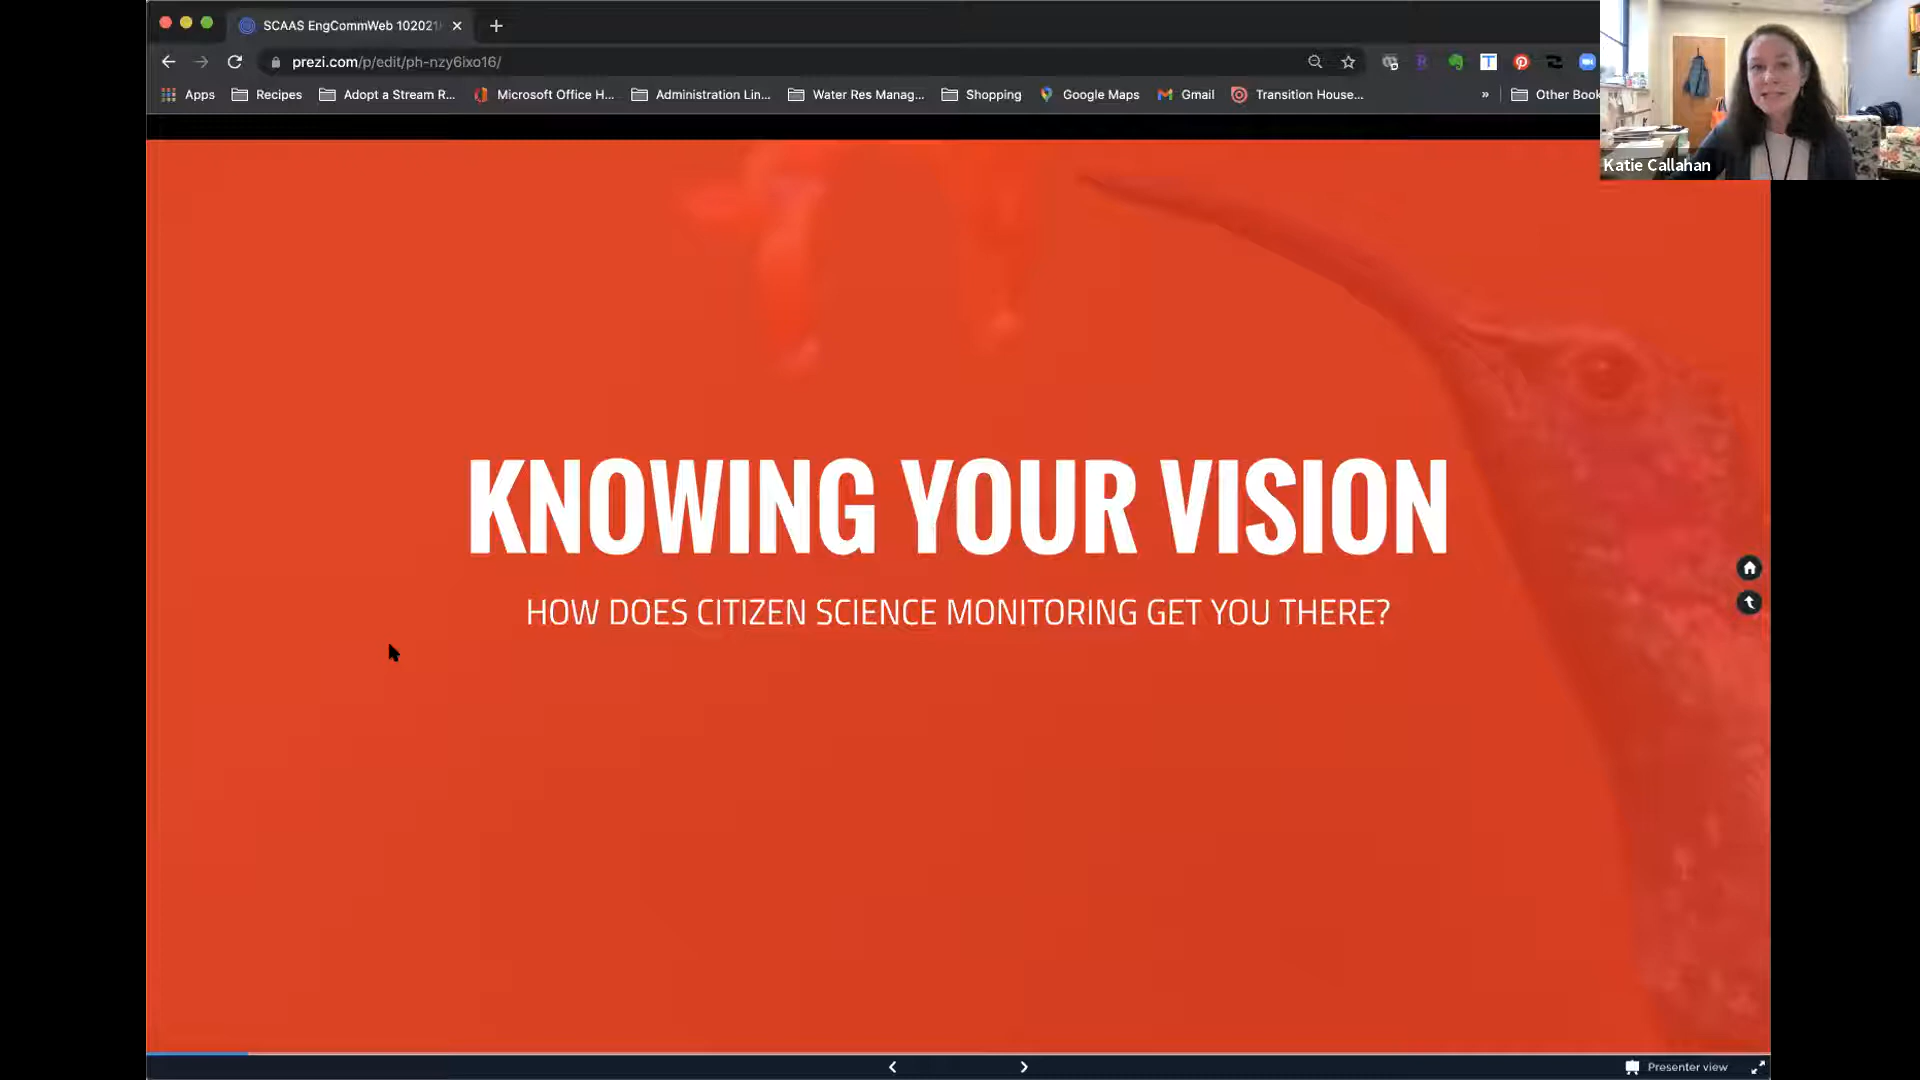 SCAAS EngCommWeb 102021
prezi.com/p/edit/ph-nzy6ixo16/
Apps Recipes Adopt a Stream R... Microsoft Office H... Administration Lin... Water Res Manag... Shopping Google Maps Gmail Transition House... » Other Book
Katie Callahan
KNOWING YOUR VISION
HOW DOES CITIZEN SCIENCE MONITORING GET YOU THERE?
Presenter view